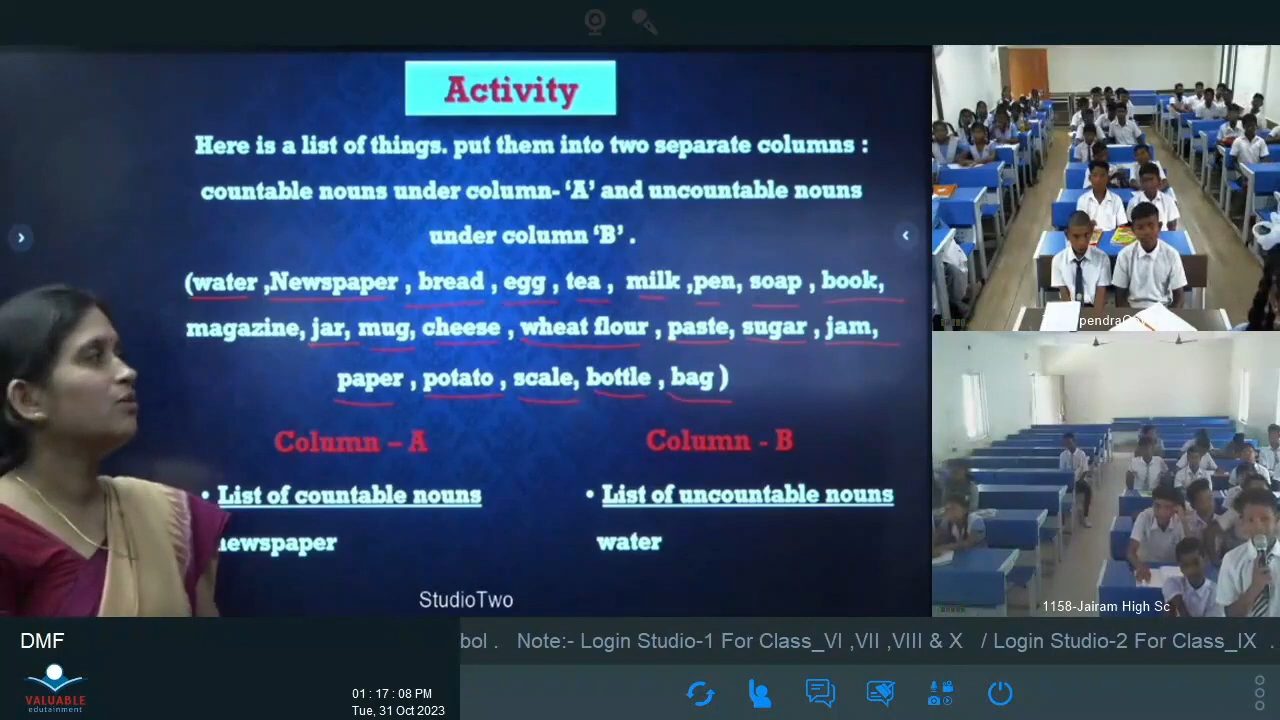 Activity
Here is a list of things. put them into two separate columns :
countable nouns under column- ‘A’ and uncountable nouns
under column ‘B’ .
(water ,Newspaper , bread , egg , tea , milk ,pen, soap , book,
magazine, jar, mug, cheese , wheat flour , paste, sugar , jam,
paper , potato , scale, bottle , bag )
Column – A
Column - B
• List of countable nouns
• List of uncountable nouns
newspaper
water
StudioTwo
1158-Jairam High Sc
DMF
bol . Note:- Login Studio-1 For Class_VI ,VII ,VIII & X / Login Studio-2 For Class_IX .
VALUABLE
edutainment
01 : 17 : 08 PM
Tue, 31 Oct 2023